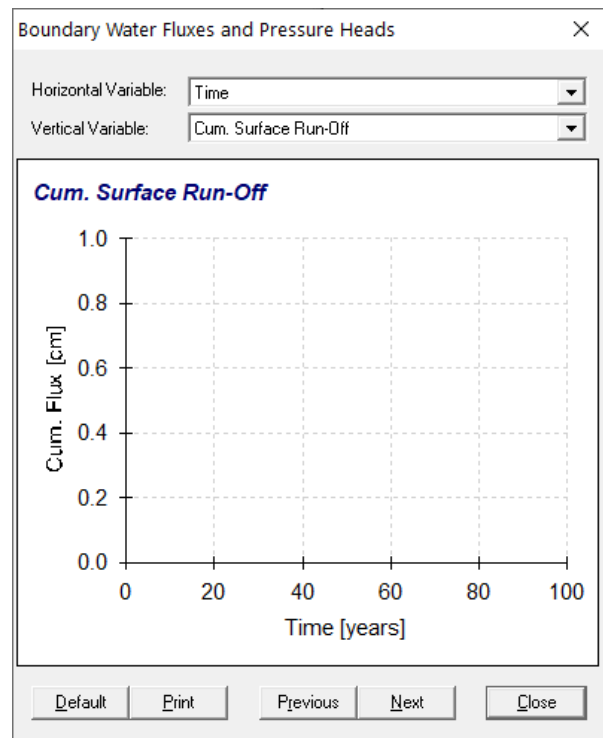 Boundary Water Fluxes and Pressure Heads
Horizontal Variable: Time
Vertical Variable: Cum. Surface Run-Off
Cum. Surface Run-Off
Cum. Flux [cm]
1.0
0.8
0.6
0.4
0.2
0.0
0 20 40 60 80 100
Time [years]
Default Print Previous Next Close